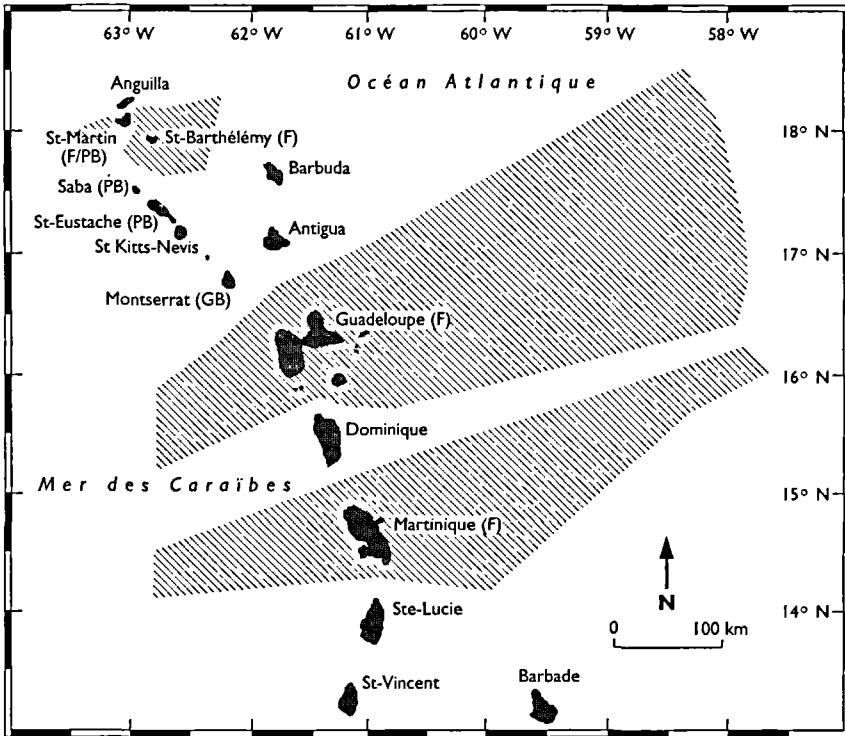 63° W 62° W 61° W 60° W 59° W 58° W
Océan Atlantique
Anguilla
18° N
St-Martin
(F/PB)
St-Barthélémy (F)
Barbuda
Saba (PB)
St-Eustache (PB)
St Kitts-Nevis
Antigua
17° N
Montserrat (GB)
Guadeloupe (F)
16° N
Dominique
Mer des Caraïbes
15° N
Martinique (F)
N
14° N
Ste-Lucie
0 100 km
St-Vincent
Barbade